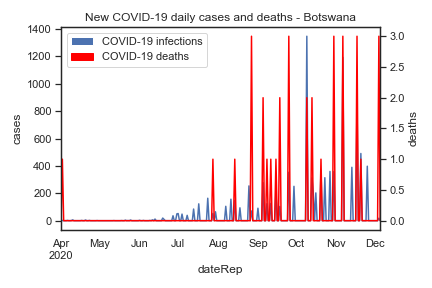 New COVID-19 daily cases and deaths - Botswana
COVID-19 infections
COVID-19 deaths
1400
1200
1000
800
600
400
200
0
cases
3.0
2.5
2.0
1.5
1.0
0.5
0.0
deaths
Apr May Jun Jul Aug Sep Oct Nov Dec
2020
dateRep